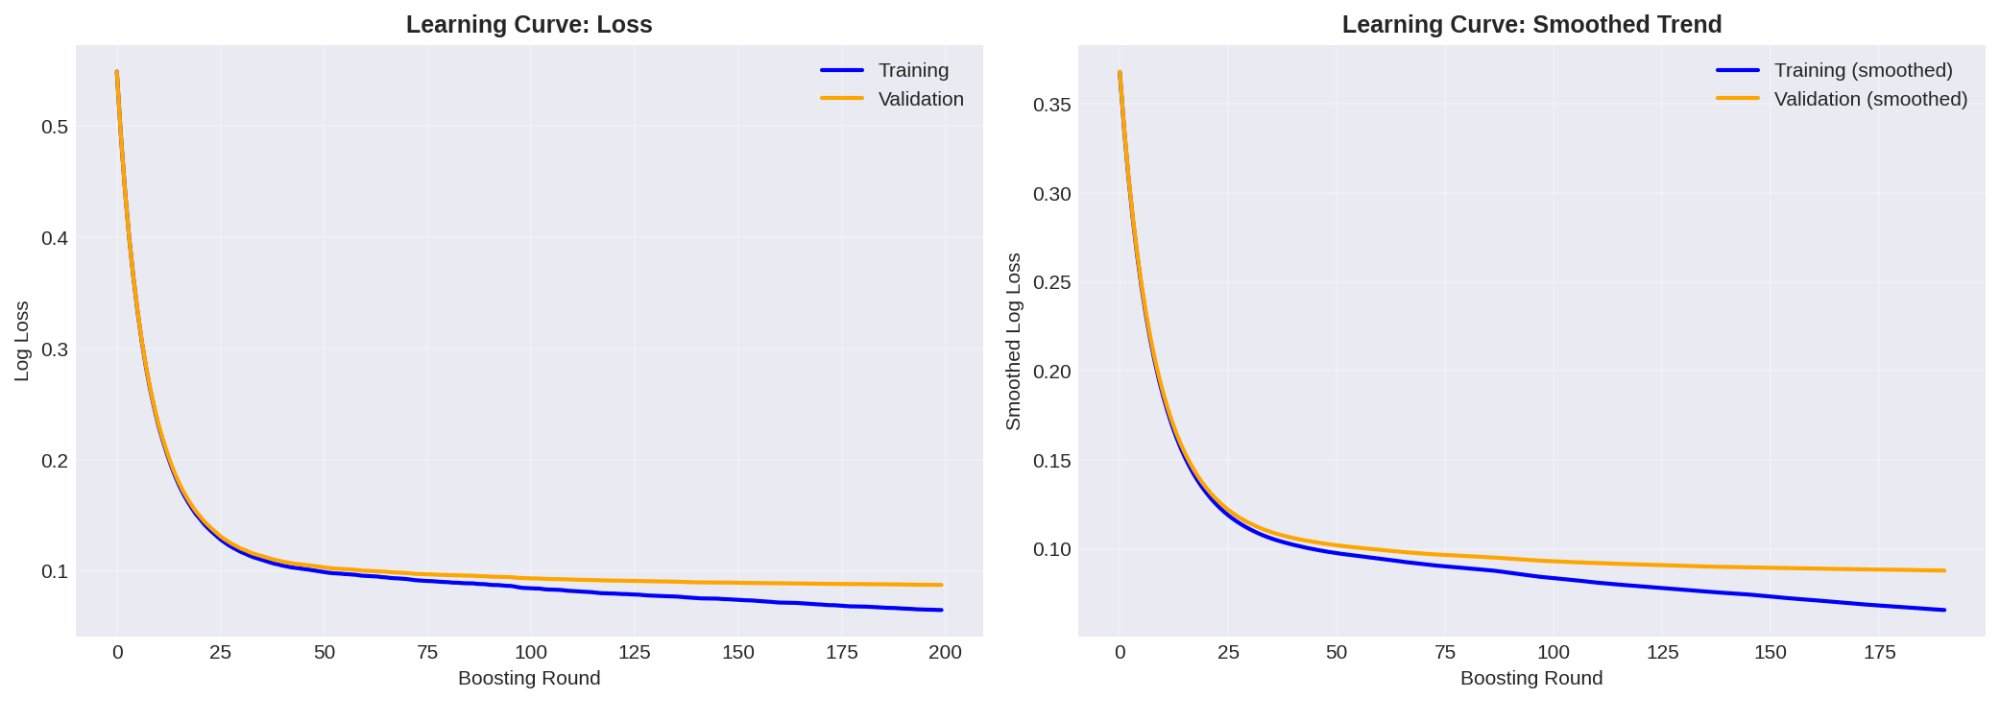 Learning Curve: Loss
Training
Validation
0.5
0.4
0.3
0.2
0.1
Log Loss
0 25 50 75 100 125 150 175 200
Boosting Round
Learning Curve: Smoothed Trend
Training (smoothed)
Validation (smoothed)
0.35
0.30
0.25
0.20
0.15
0.10
Smoothed Log Loss
0 25 50 75 100 125 150 175
Boosting Round